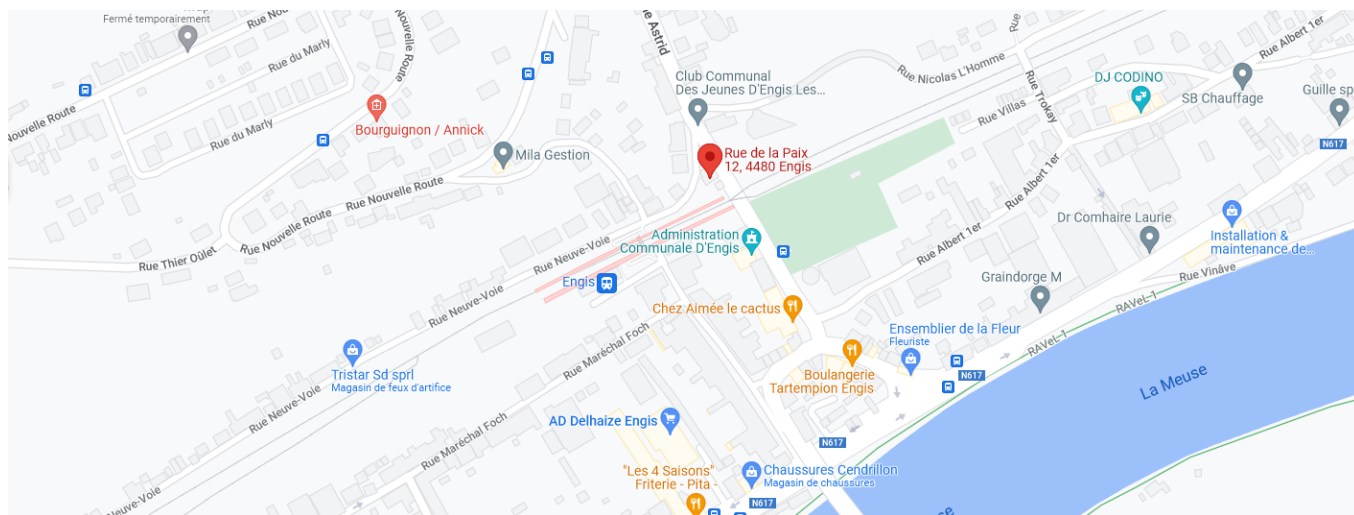 Fermé temporairement
Rue du Marly
Nouvelle Route
Nouvelle Route
Rue du Marly
Bourguignon / Annick
Mila Gestion
Rue Nouvelle Route
Rue Nouvelle Route
Rue Thier Oûlet
Astrid
Club Communal
Des Jeunes D'Engis Les...
Rue de la Paix
12, 4480 Engis
Rue Nicolas L'Homme
Rue Trokay
Rue Villas
DJ CODINO
SB Chauffage
Rue Albert 1er
Guille sp
N617
Rue Albert 1er
Rue Albert 1er
Dr Comhaire Laurie
Installation &
maintenance de...
Rue Vinâve
Graindorge M
RAVeL 1
RAVeL 1
Administration
Communale D'Engis
Rue Neuve-Voie
Engis
Rue Neuve-Voie
Chez Aimée le cactus
Ensemblier de la Fleur
Fleuriste
Boulangerie
Tartempion Engis
N617
La Meuse
Rue Maréchal Foch
Tristar Sd sprl
Magasin de feux d'artifice
Rue Neuve-Voie
AD Delhaize Engis
Rue Maréchal Foch
N617
"Les 4 Saisons"
Friterie - Pita -
Chaussures Cendrillon
Magasin de chaussures
N617